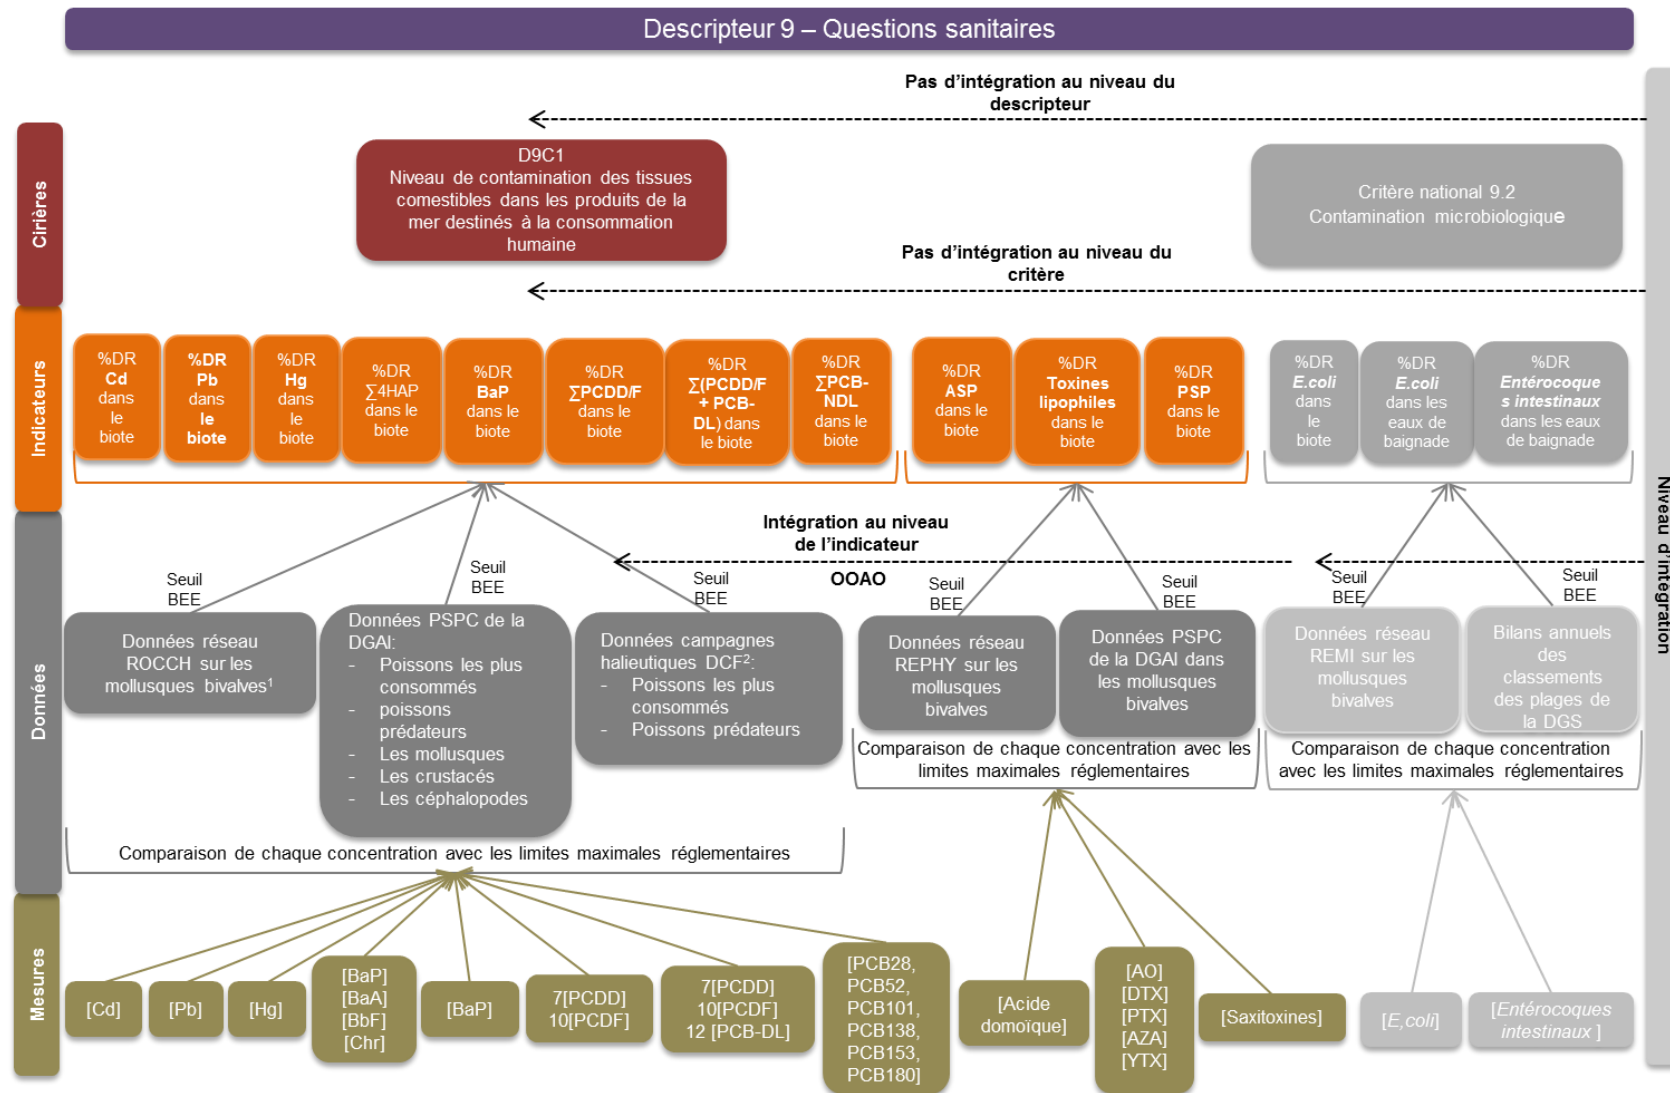 Descripteur 9 – Questions sanitaires
Pas d'intégration au niveau du
descripteur
Cirières
D9C1
Niveau de contamination des tissues
comestibles dans les produits de la
mer destinés à la consommation
humaine
Critère national 9.2
Contamination microbiologique
Pas d'intégration au niveau du
critère
Indicateurs
%DR
Cd
dans
le
biote
%DR
Pb
dans
le
biote
%DR
Hg
dans
le
biote
%DR
∑4HAP
dans le
biote
%DR
BaP
dans le
biote
%DR
∑PCDD/F
dans le
biote
%DR
∑(PCDD/F
+ PCB-
DL) dans
le biote
%DR
∑PCB-
NDL
dans le
biote
%DR
ASP
dans le
biote
%DR
Toxines
lipophiles
dans le
biote
%DR
PSP
dans le
biote
%DR
E.coli
dans
le
biote
%DR
E.coli
dans les
eaux de
baignade
%DR
Entérocoque
s intestinaux
dans les eaux
de baignade
Niveau d'intégration
Intégration au niveau
de l'indicateur
OOAO
Données
Seuil
BEE
Seuil
BEE
Seuil
BEE
Seuil
BEE
Seuil
BEE
Seuil
BEE
Seuil
BEE
Données réseau
ROCCH sur les
mollusques bivalves¹
Données PSPC de la
DGAI:
- Poissons les plus
consommés
- poissons
prédateurs
- Les mollusques
- Les crustacés
- Les céphalopodes
Données campagnes
halieutiques DCF²:
- Poissons les plus
consommés
- Poissons prédateurs
Données réseau
REPHY sur les
mollusques
bivalves
Données PSPC
de la DGAI dans
les mollusques
bivalves
Données réseau
REMI sur les
mollusques
bivalves
Bilans annuels
des
classements
des plages de
la DGS
Comparaison de chaque concentration avec les limites maximales réglementaires
Comparaison de chaque concentration avec les
limites maximales réglementaires
Comparaison de chaque concentration
avec les limites maximales réglementaires
Mesures
[Cd]
[Pb]
[Hg]
[BaP]
[BaA]
[BbF]
[Chr]
[BaP]
7[PCDD]
10[PCDF]
7[PCDD]
10[PCDF]
12 [PCB-DL]
[PCB28,
PCB52,
PCB101,
PCB138,
PCB153,
PCB180]
[Acide
domoïque]
[AO]
[DTX]
[PTX]
[AZA]
[YTX]
[Saxitoxines]
[E,coli]
[Entérocoques
intestinaux ]